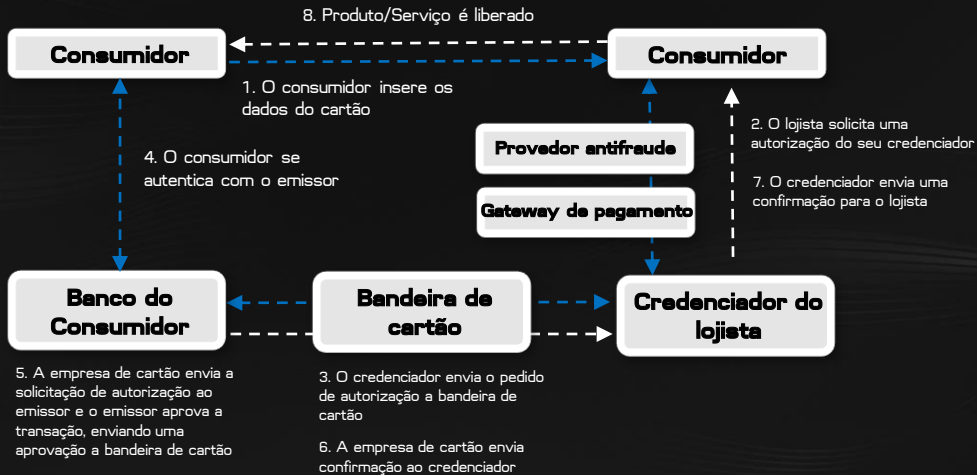 8. Produto/Serviço é liberado
Consumidor
Consumidor
1. O consumidor insere os
dados do cartão
2. O lojista solicita uma
autorização do seu credenciador
Provedor antifraude
4. O consumidor se
autentica com o emissor
7. O credenciador envia uma
confirmação para o lojista
Gateway de pagamento
Banco do
Consumidor
Bandeira de
cartão
Credenciador do
lojista
5. A empresa de cartão envia a
solicitação de autorização ao
emissor e o emissor aprova a
transação, enviando uma
aprovação a bandeira de cartão
3. O credenciador envia o pedido
de autorização a bandeira de
cartão
6. A empresa de cartão envia
confirmação ao credenciador